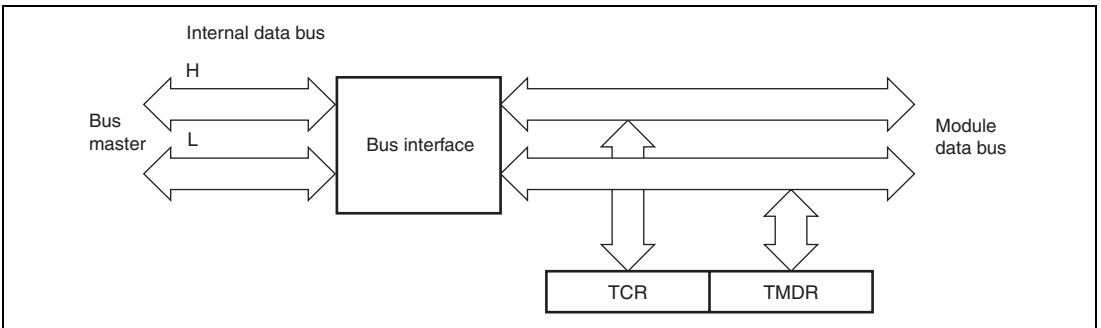 Internal data bus
H
Bus
master
L
Bus interface
Module
data bus
TCR
TMDR